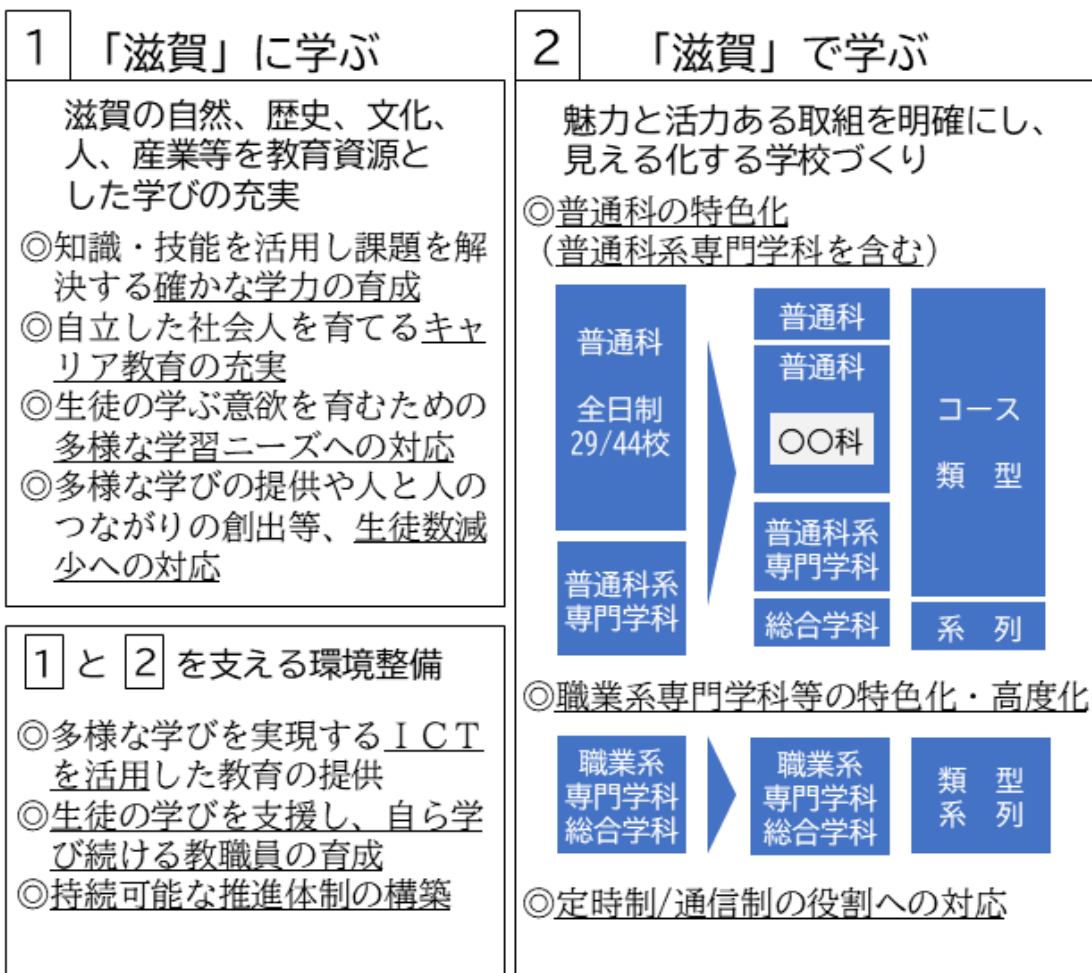 1 「滋賀」に学ぶ
滋賀の自然、歴史、文化、
人、産業等を教育資源と
した学びの充実
◎知識・技能を活用し課題を解
決する確かな学力の育成
◎自立した社会人を育てるキャ
リア教育の充実
◎生徒の学ぶ意欲を育むための
多様な学習ニーズへの対応
◎多様な学びの提供や人と人の
つながりの創出等、生徒数減
少への対応
1 と 2 を支える環境整備
◎多様な学びを実現するＩＣＴ
を活用した教育の提供
◎生徒の学びを支援し、自ら学
び続ける教職員の育成
◎持続可能な推進体制の構築
2 「滋賀」で学ぶ
魅力と活力ある取組を明確にし、
見える化する学校づくり
◎普通科の特色化
（普通科系専門学科を含む）
普通科
全日制
29/44校
普通科系
専門学科
普通科
普通科
〇〇科
普通科系
専門学科
総合学科
コース
類　型
系　列
◎職業系専門学科等の特色化・高度化
職業系
専門学科
総合学科
職業系
専門学科
総合学科
類　型
系　列
◎定時制/通信制の役割への対応